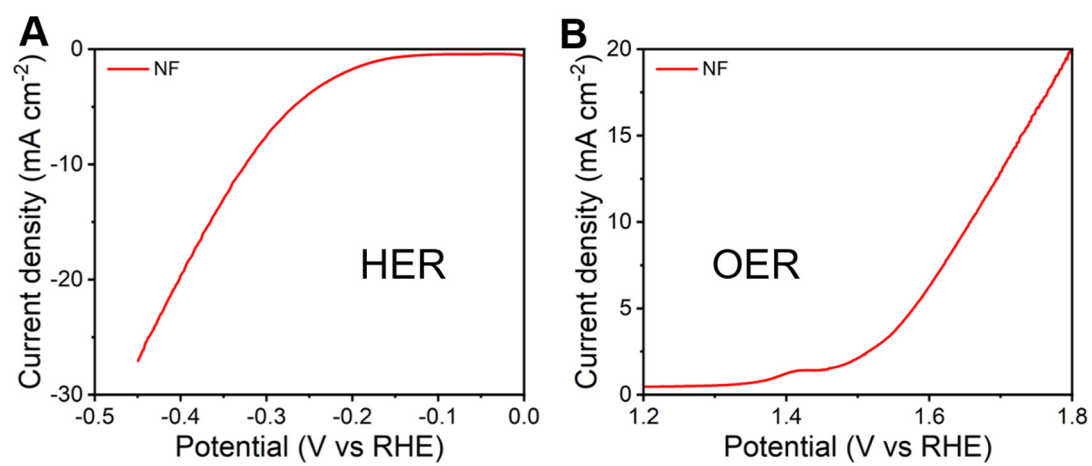 A
Current density (mA cm⁻²)
0
-10
-20
-30
NF
HER
-0.5 -0.4 -0.3 -0.2 -0.1 0.0
Potential (V vs RHE)
B
Current density (mA cm⁻²)
20
15
10
5
0
NF
OER
1.2 1.4 1.6 1.8
Potential (V vs RHE)